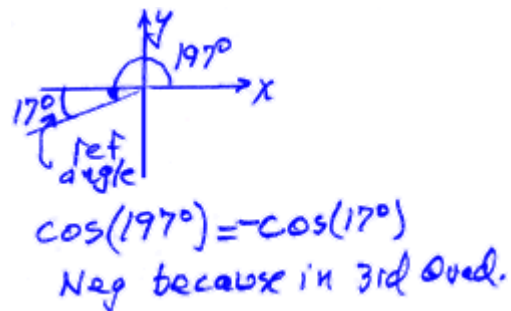 y
197°
x
17°
ref
angle
cos(197°)=-cos(17°)
Neg because in 3rd Quad.